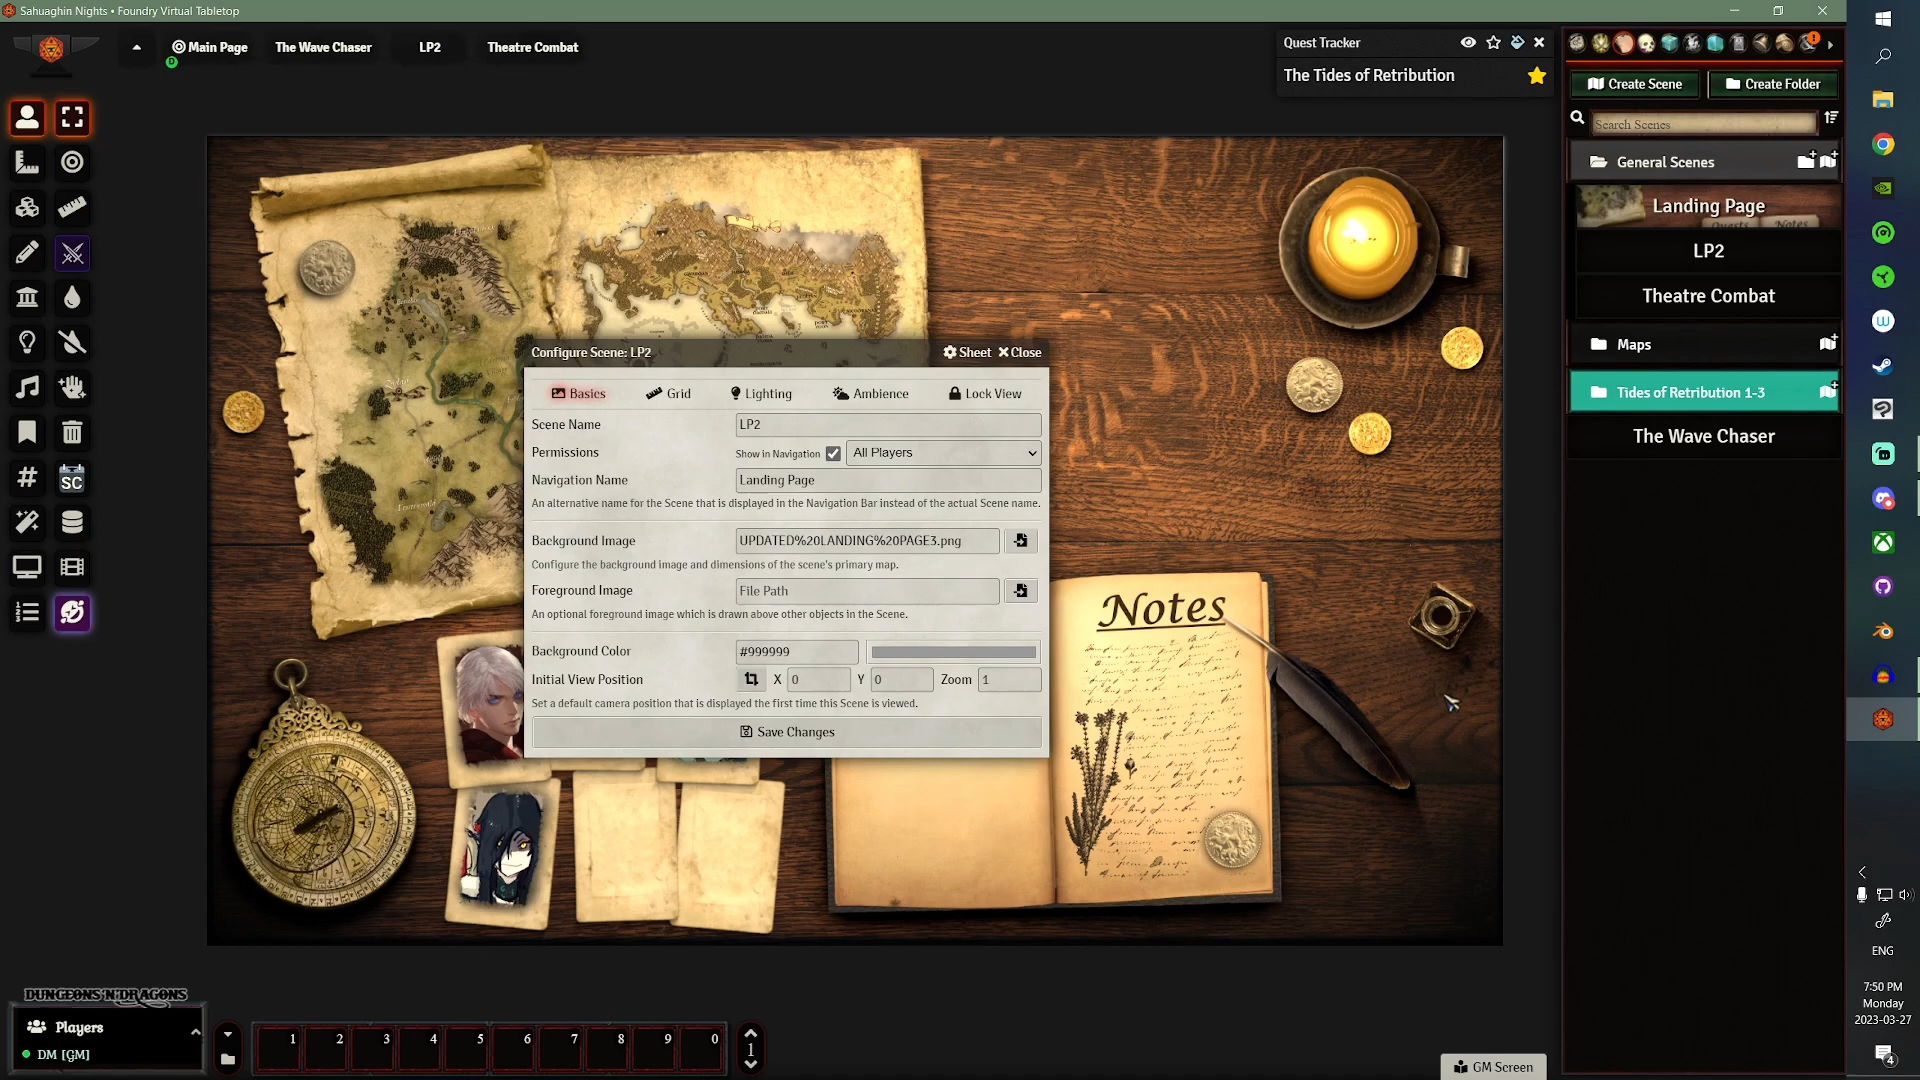 Sahuaghin Nights • Foundry Virtual Tabletop
Main Page
The Wave Chaser
LP2
Theatre Combat
Quest Tracker
The Tides of Retribution
Create Scene
Create Folder
Search Scenes
General Scenes
Landing Page
LP2
Theatre Combat
Maps
Tides of Retribution 1-3
The Wave Chaser
Configure Scene: LP2
Sheet
Close
Basics
Grid
Lighting
Ambience
Lock View
Scene Name
LP2
Permissions
Show in Navigation
All Players
Navigation Name
Landing Page
An alternative name for the Scene that is displayed in the Navigation Bar instead of the actual Scene name.
Background Image
UPDATED%20LANDING%20PAGE3.png
Configure the background image and dimensions of the scene's primary map.
Foreground Image
File Path
An optional foreground image which is drawn above other objects in the Scene.
Background Color
#999999
Initial View Position
X 0
Y 0
Zoom 1
Set a default camera position that is displayed the first time this Scene is viewed.
Save Changes
Notes
SC
DUNGEONS'N'DRAGONS
Players
DM [GM]
1 2 3 4 5 6 7 8 9 0
1
GM Screen
ENG
7:50 PM
Monday
2023-03-27
4